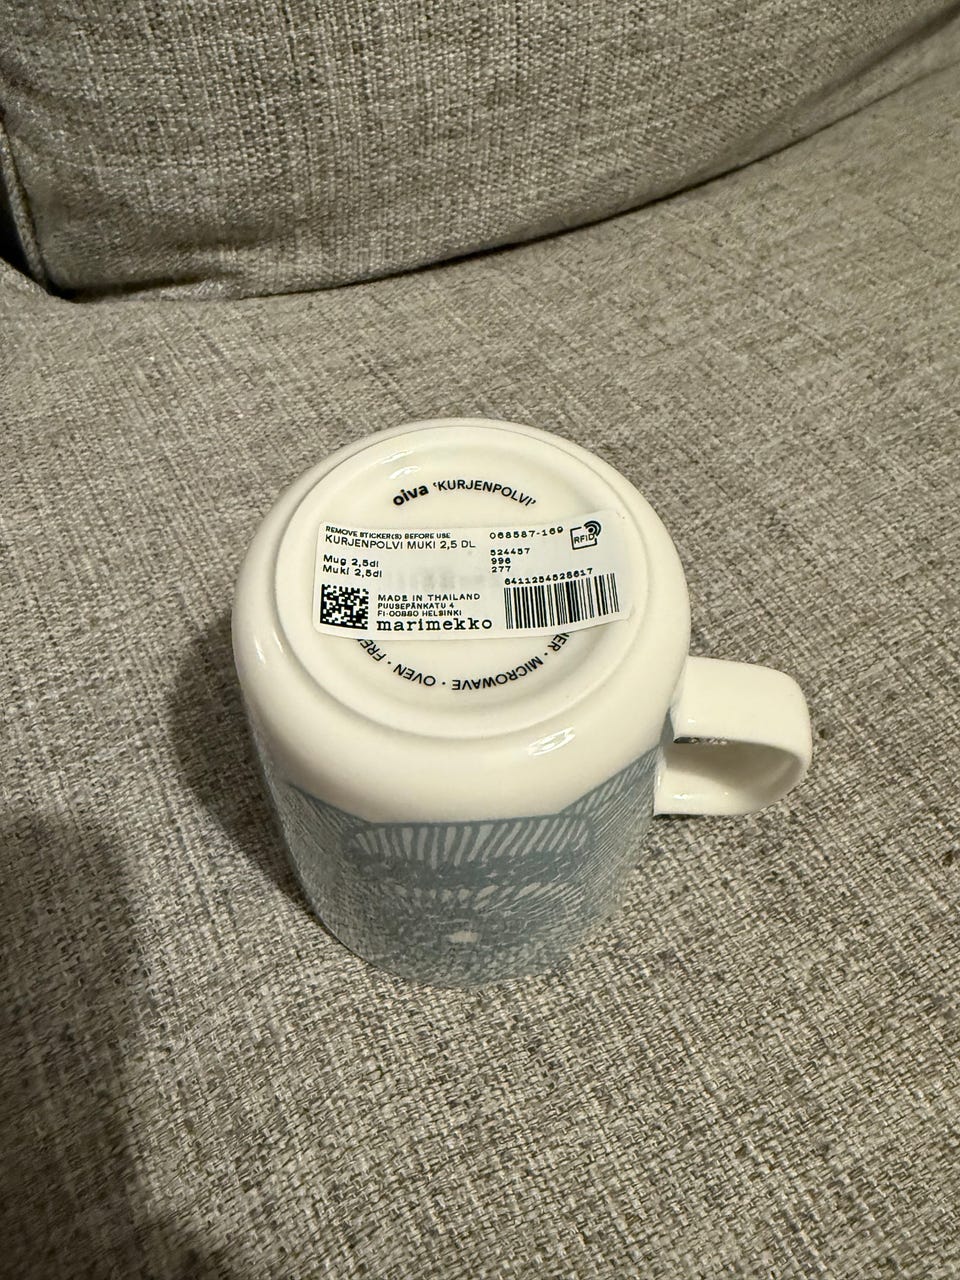 oiva 'KURJENPOLVI'
REMOVE STICKER(S) BEFORE USE
KURJENPOLVI MUKI 2,5 DL
068587-169
RFID
524457
996
277
Mug 2,5dl
Muki 2,5dl
6411254528617
MADE IN THAILAND
PUUSEPÄNKATU 4
FI-00880 HELSINKI
marimekko
· MICROWAVE · OVEN ·